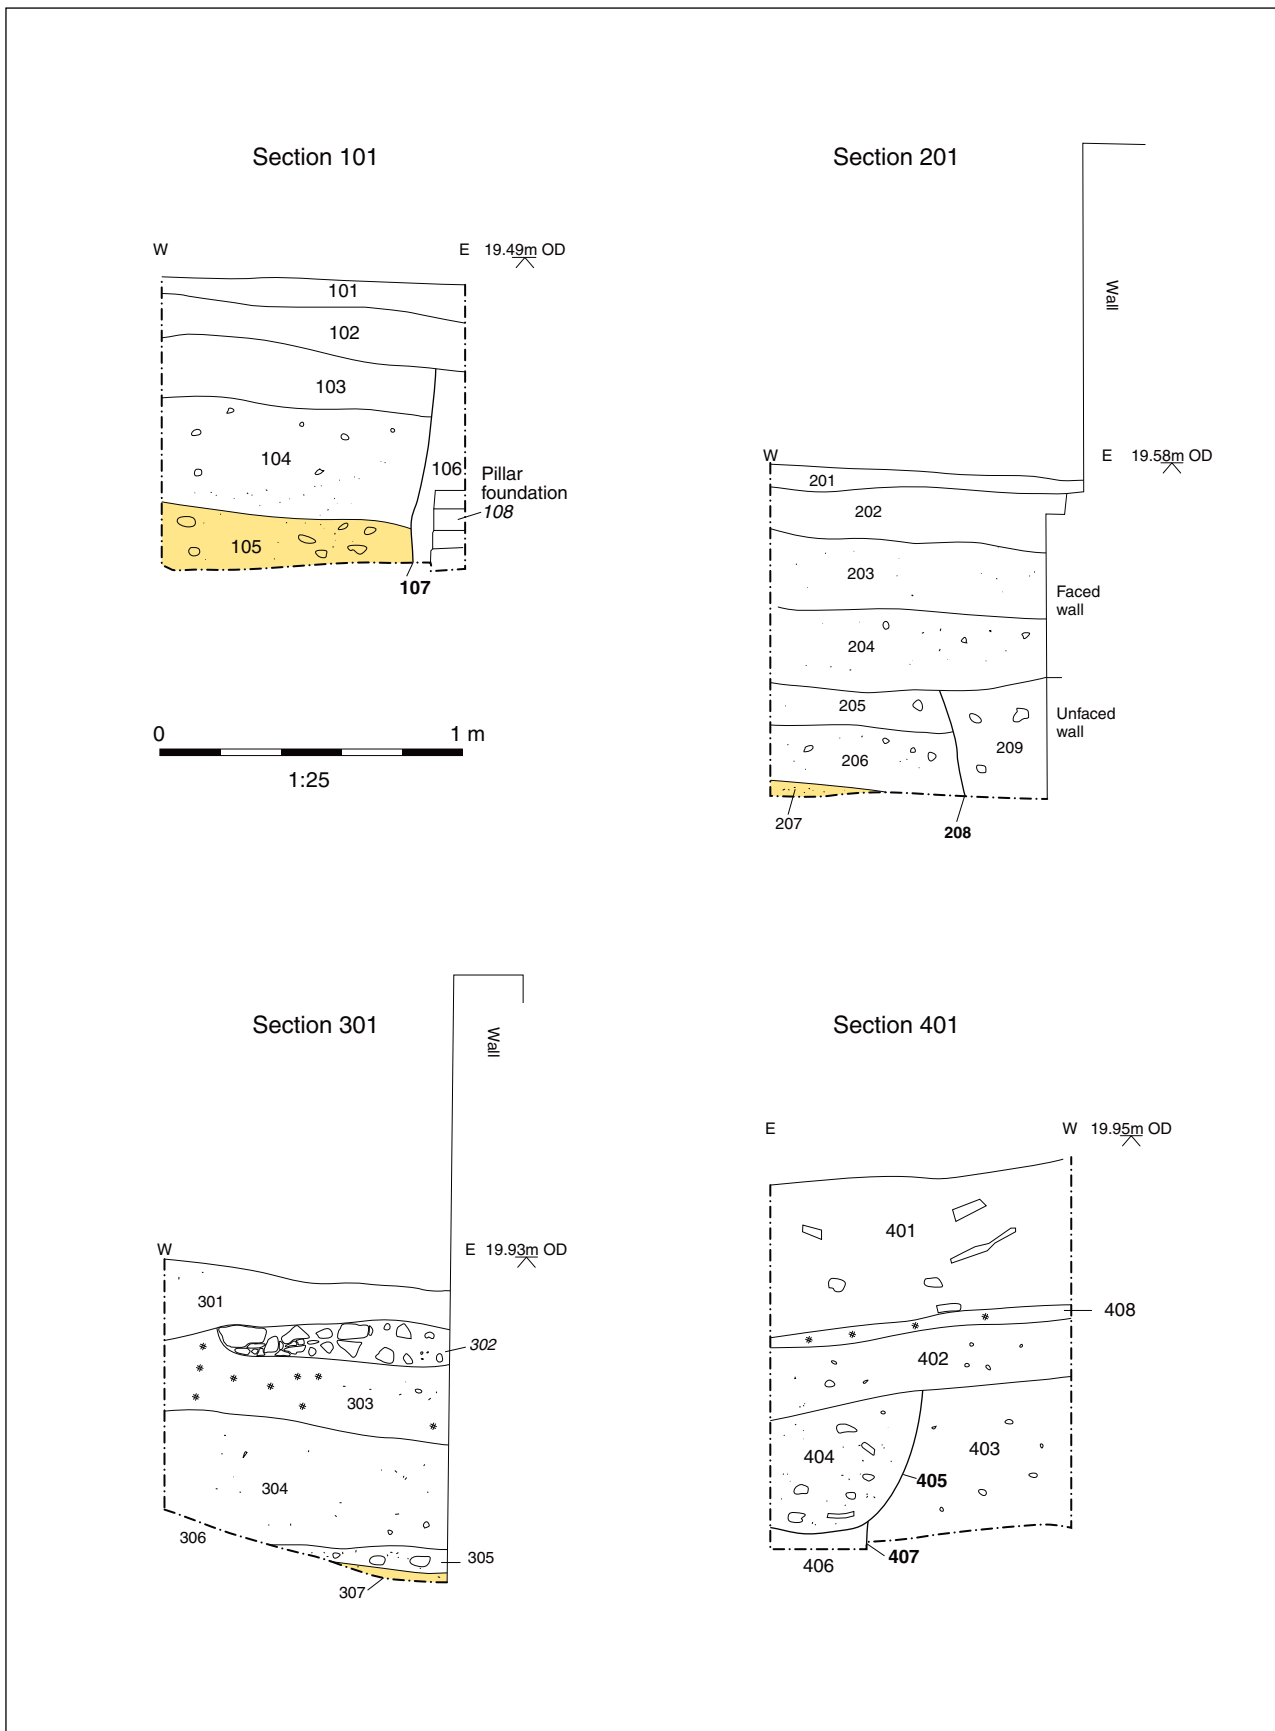 Section 101
W E 19.49m OD
101
102
103
104
105
106
Pillar
foundation
108
107
0 1 m
1:25
Section 201
Wall
W E 19.58m OD
201
202
203
204
205
206
207
208
209
Faced
wall
Unfaced
wall
Section 301
Wall
W E 19.93m OD
301
302
303
304
305
306
307
Section 401
E W 19.95m OD
401
408
402
404
403
405
407
406